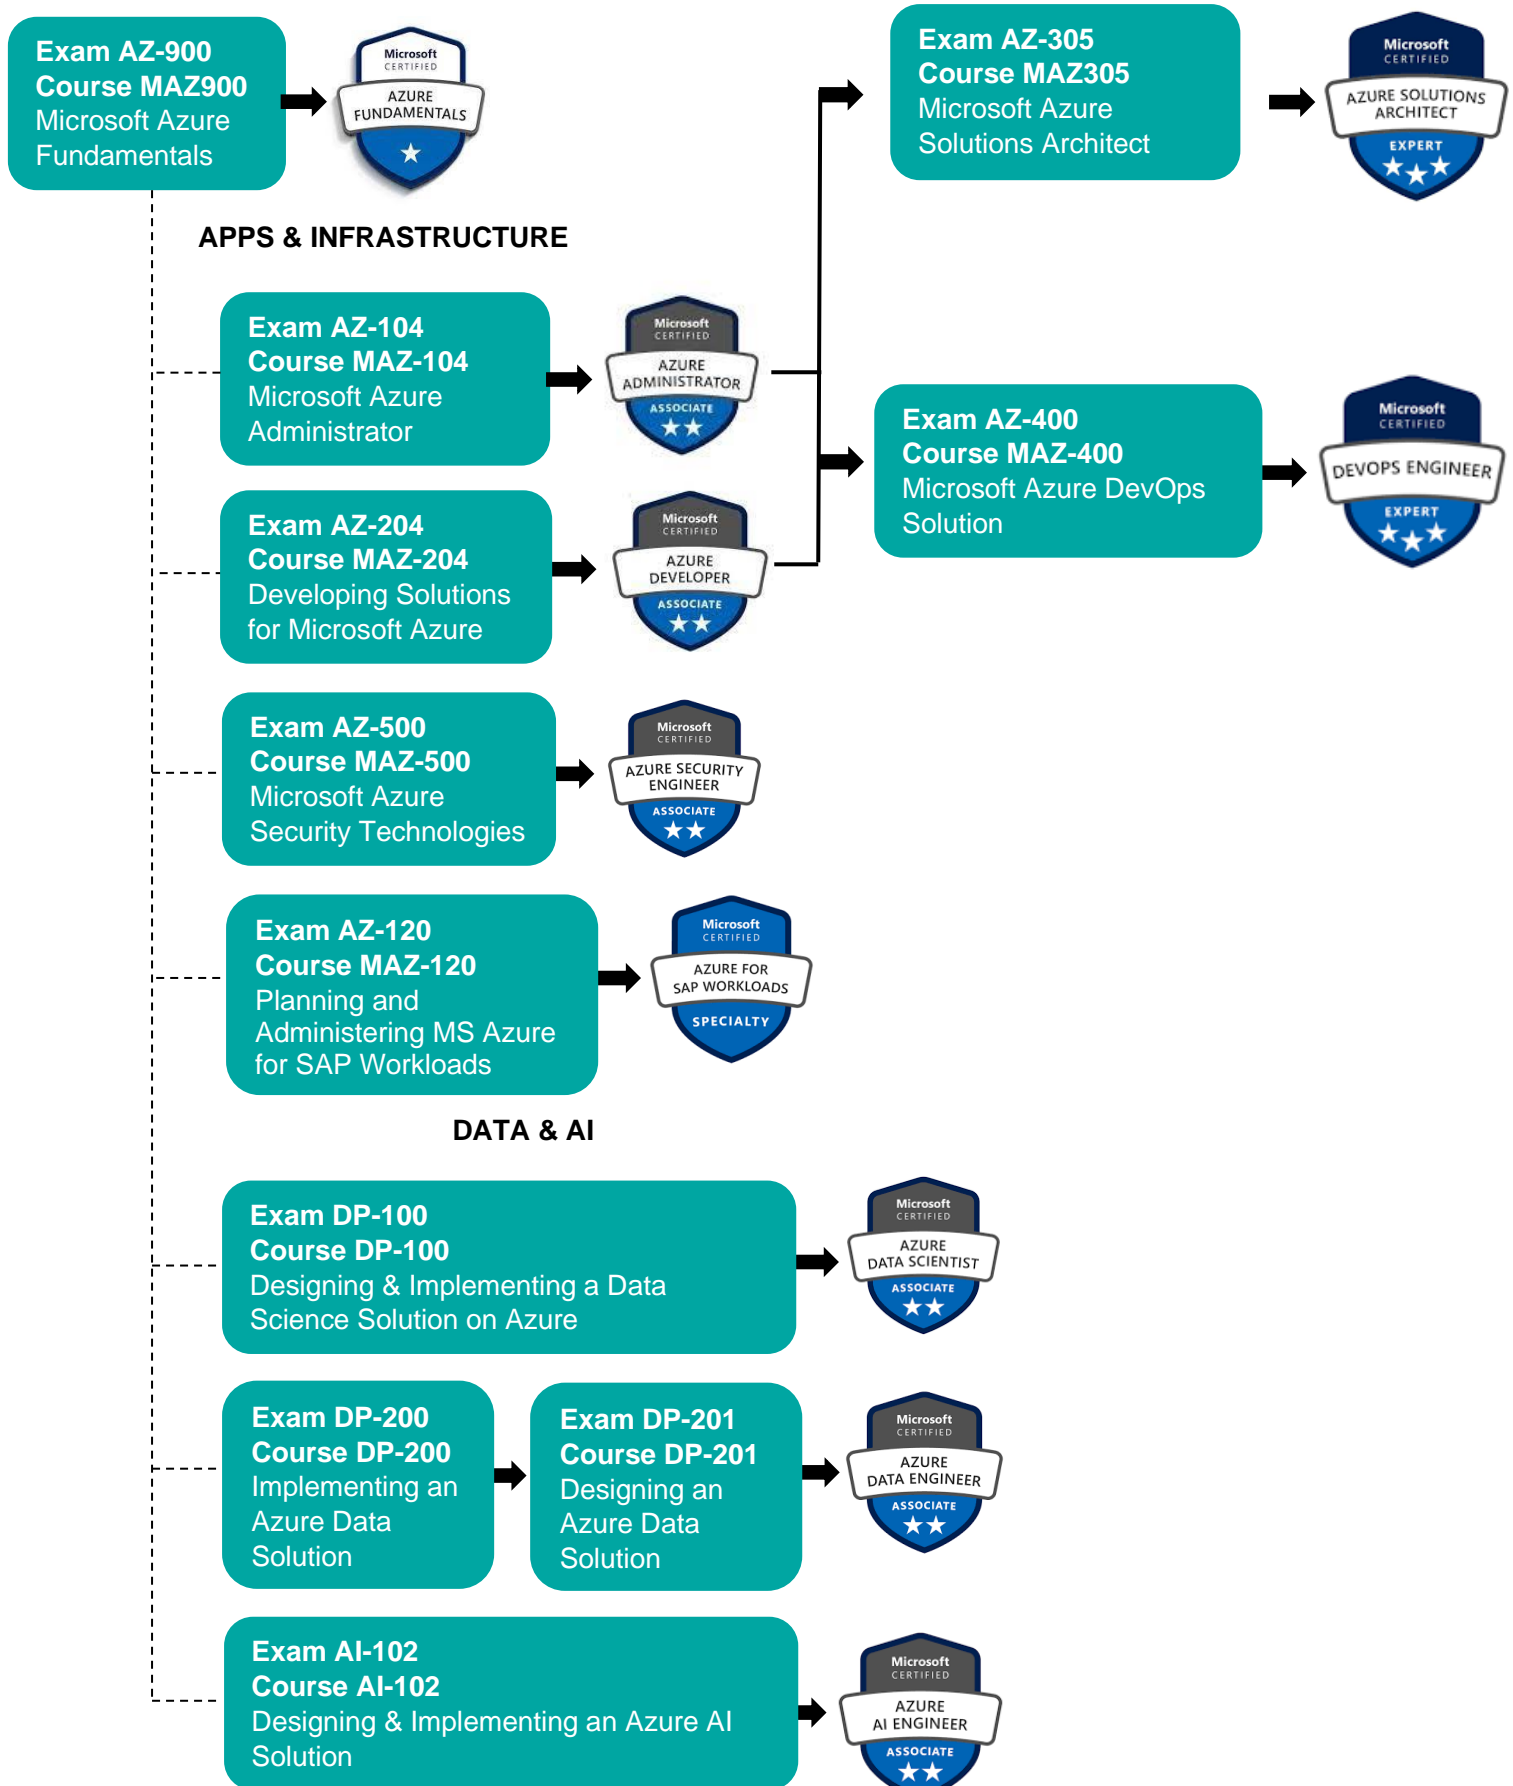 Exam AZ-900
Course MAZ900
Microsoft Azure
Fundamentals
Microsoft
CERTIFIED
AZURE
FUNDAMENTALS
Exam AZ-305
Course MAZ305
Microsoft Azure
Solutions Architect
Microsoft
CERTIFIED
AZURE SOLUTIONS
ARCHITECT
EXPERT
APPS & INFRASTRUCTURE
Exam AZ-104
Course MAZ-104
Microsoft Azure
Administrator
Microsoft
CERTIFIED
AZURE
ADMINISTRATOR
ASSOCIATE
Exam AZ-400
Course MAZ-400
Microsoft Azure DevOps
Solution
Microsoft
CERTIFIED
DEVOPS ENGINEER
EXPERT
Exam AZ-204
Course MAZ-204
Developing Solutions
for Microsoft Azure
Microsoft
CERTIFIED
AZURE
DEVELOPER
ASSOCIATE
Exam AZ-500
Course MAZ-500
Microsoft Azure
Security Technologies
Microsoft
CERTIFIED
AZURE SECURITY
ENGINEER
ASSOCIATE
Exam AZ-120
Course MAZ-120
Planning and
Administering MS Azure
for SAP Workloads
Microsoft
CERTIFIED
AZURE FOR
SAP WORKLOADS
SPECIALTY
DATA & AI
Exam DP-100
Course DP-100
Designing & Implementing a Data
Science Solution on Azure
Microsoft
CERTIFIED
AZURE
DATA SCIENTIST
ASSOCIATE
Exam DP-200
Course DP-200
Implementing an
Azure Data
Solution
Exam DP-201
Course DP-201
Designing an
Azure Data
Solution
Microsoft
CERTIFIED
AZURE
DATA ENGINEER
ASSOCIATE
Exam AI-102
Course AI-102
Designing & Implementing an Azure AI
Solution
Microsoft
CERTIFIED
AZURE
AI ENGINEER
ASSOCIATE